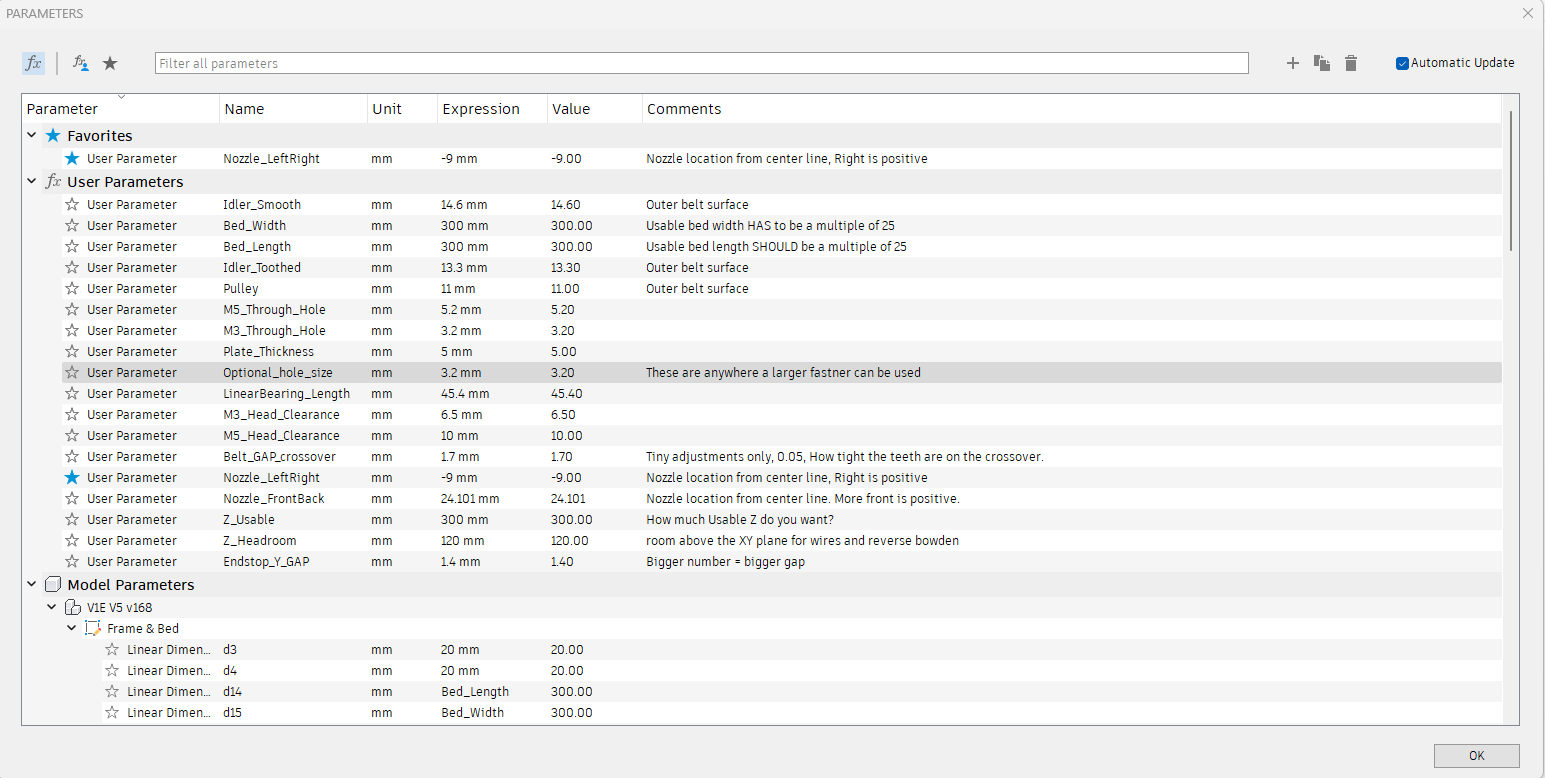 PARAMETERS
fx Filter all parameters Automatic Update
Parameter Name Unit Expression Value Comments
Favorites
User Parameter Nozzle_LeftRight mm -9 mm -9.00 Nozzle location from center line, Right is positive
fx User Parameters
User Parameter Idler_Smooth mm 14.6 mm 14.60 Outer belt surface
User Parameter Bed_Width mm 300 mm 300.00 Usable bed width HAS to be a multiple of 25
User Parameter Bed_Length mm 300 mm 300.00 Usable bed length SHOULD be a multiple of 25
User Parameter Idler_Toothed mm 13.3 mm 13.30 Outer belt surface
User Parameter Pulley mm 11 mm 11.00 Outer belt surface
User Parameter M5_Through_Hole mm 5.2 mm 5.20
User Parameter M3_Through_Hole mm 3.2 mm 3.20
User Parameter Plate_Thickness mm 5 mm 5.00
User Parameter Optional_hole_size mm 3.2 mm 3.20 These are anywhere a larger fastner can be used
User Parameter LinearBearing_Length mm 45.4 mm 45.40
User Parameter M3_Head_Clearance mm 6.5 mm 6.50
User Parameter M5_Head_Clearance mm 10 mm 10.00
User Parameter Belt_GAP_crossover mm 1.7 mm 1.70 Tiny adjustments only, 0.05, How tight the teeth are on the crossover.
User Parameter Nozzle_LeftRight mm -9 mm -9.00 Nozzle location from center line, Right is positive
User Parameter Nozzle_FrontBack mm 24.101 mm 24.101 Nozzle location from center line. More front is positive.
User Parameter Z_Usable mm 300 mm 300.00 How much Usable Z do you want?
User Parameter Z_Headroom mm 120 mm 120.00 room above the XY plane for wires and reverse bowden
User Parameter Endstop_Y_GAP mm 1.4 mm 1.40 Bigger number = bigger gap
Model Parameters
V1E V5 v168
Frame & Bed
Linear Dimen... d3 mm 20 mm 20.00
Linear Dimen... d4 mm 20 mm 20.00
Linear Dimen... d14 mm Bed_Length 300.00
Linear Dimen... d15 mm Bed_Width 300.00
OK